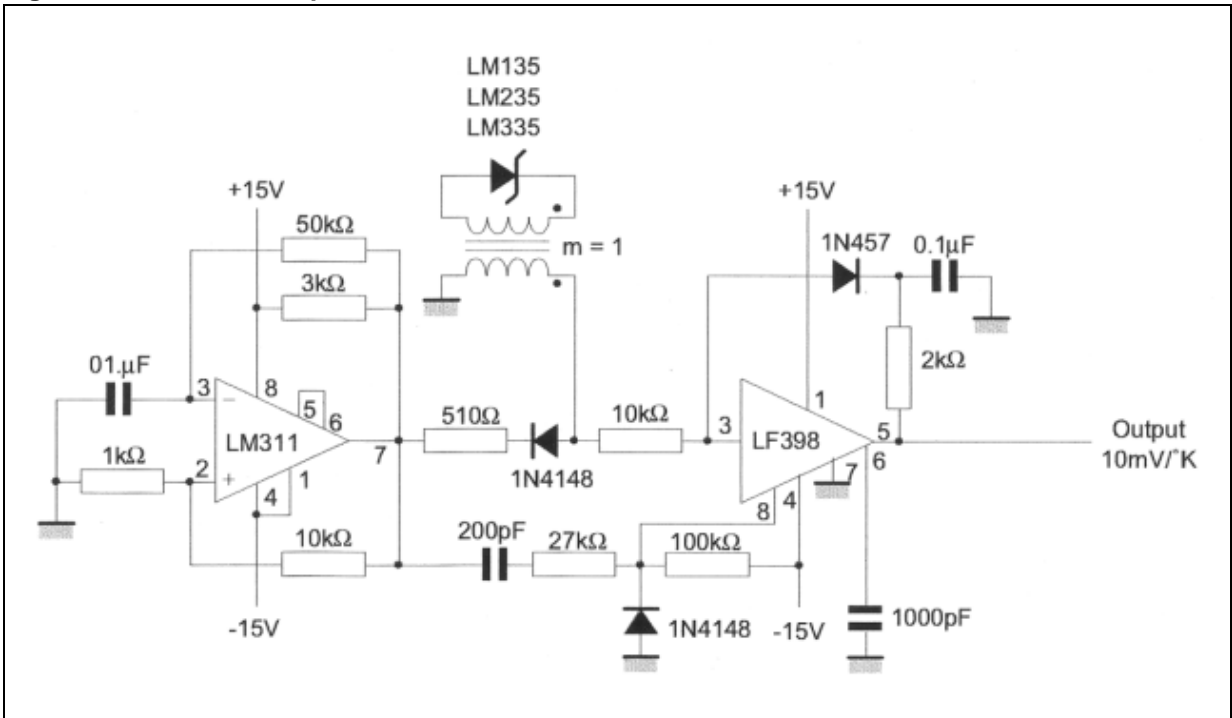 LM135
LM235
LM335
+15V
50kΩ
3kΩ
m = 1
+15V
1N457
0.1µF
2kΩ
01.µF
3
8
5
6
LM311
7
1kΩ
2
4
1
510Ω
1N4148
10kΩ
3
1
LF398
5
6
7
8
4
Output
10mV/°K
10kΩ
-15V
200pF
27kΩ
100kΩ
1N4148
-15V
1000pF